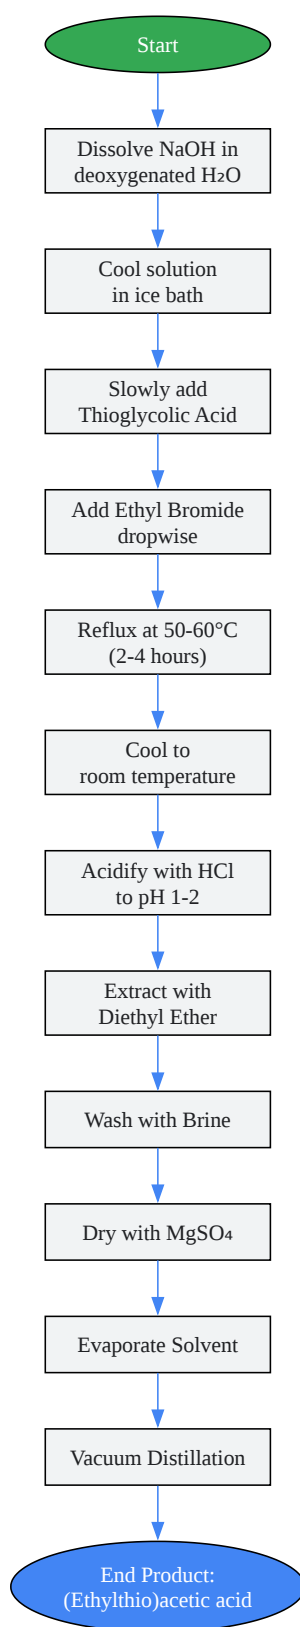 Start
Dissolve NaOH in
deoxygenated H₂O
Cool solution
in ice bath
Slowly add
Thioglycolic Acid
Add Ethyl Bromide
dropwise
Reflux at 50-60°C
(2-4 hours)
Cool to
room temperature
Acidify with HCl
to pH 1-2
Extract with
Diethyl Ether
Wash with Brine
Dry with MgSO₄
Evaporate Solvent
Vacuum Distillation
End Product:
(Ethylthio)acetic acid